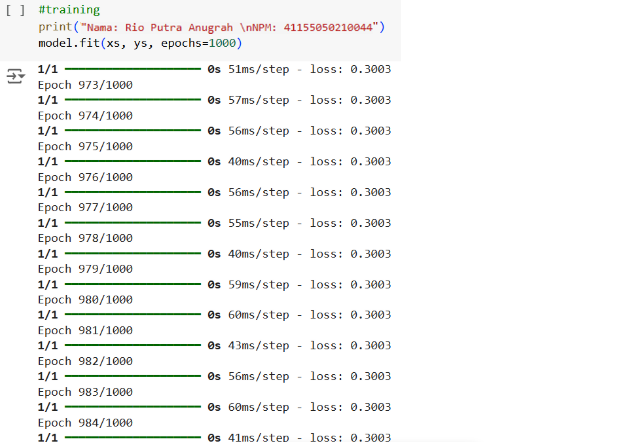 [ ] #training
print("Nama: Rio Putra Anugrah \nNPM: 41155050210044")
model.fit(xs, ys, epochs=1000)
1/1 0s 51ms/step - loss: 0.3003
Epoch 973/1000
1/1 0s 57ms/step - loss: 0.3003
Epoch 974/1000
1/1 0s 56ms/step - loss: 0.3003
Epoch 975/1000
1/1 0s 40ms/step - loss: 0.3003
Epoch 976/1000
1/1 0s 56ms/step - loss: 0.3003
Epoch 977/1000
1/1 0s 55ms/step - loss: 0.3003
Epoch 978/1000
1/1 0s 40ms/step - loss: 0.3003
Epoch 979/1000
1/1 0s 59ms/step - loss: 0.3003
Epoch 980/1000
1/1 0s 60ms/step - loss: 0.3003
Epoch 981/1000
1/1 0s 43ms/step - loss: 0.3003
Epoch 982/1000
1/1 0s 56ms/step - loss: 0.3003
Epoch 983/1000
1/1 0s 60ms/step - loss: 0.3003
Epoch 984/1000
1/1 0s 41ms/step - loss: 0.3003